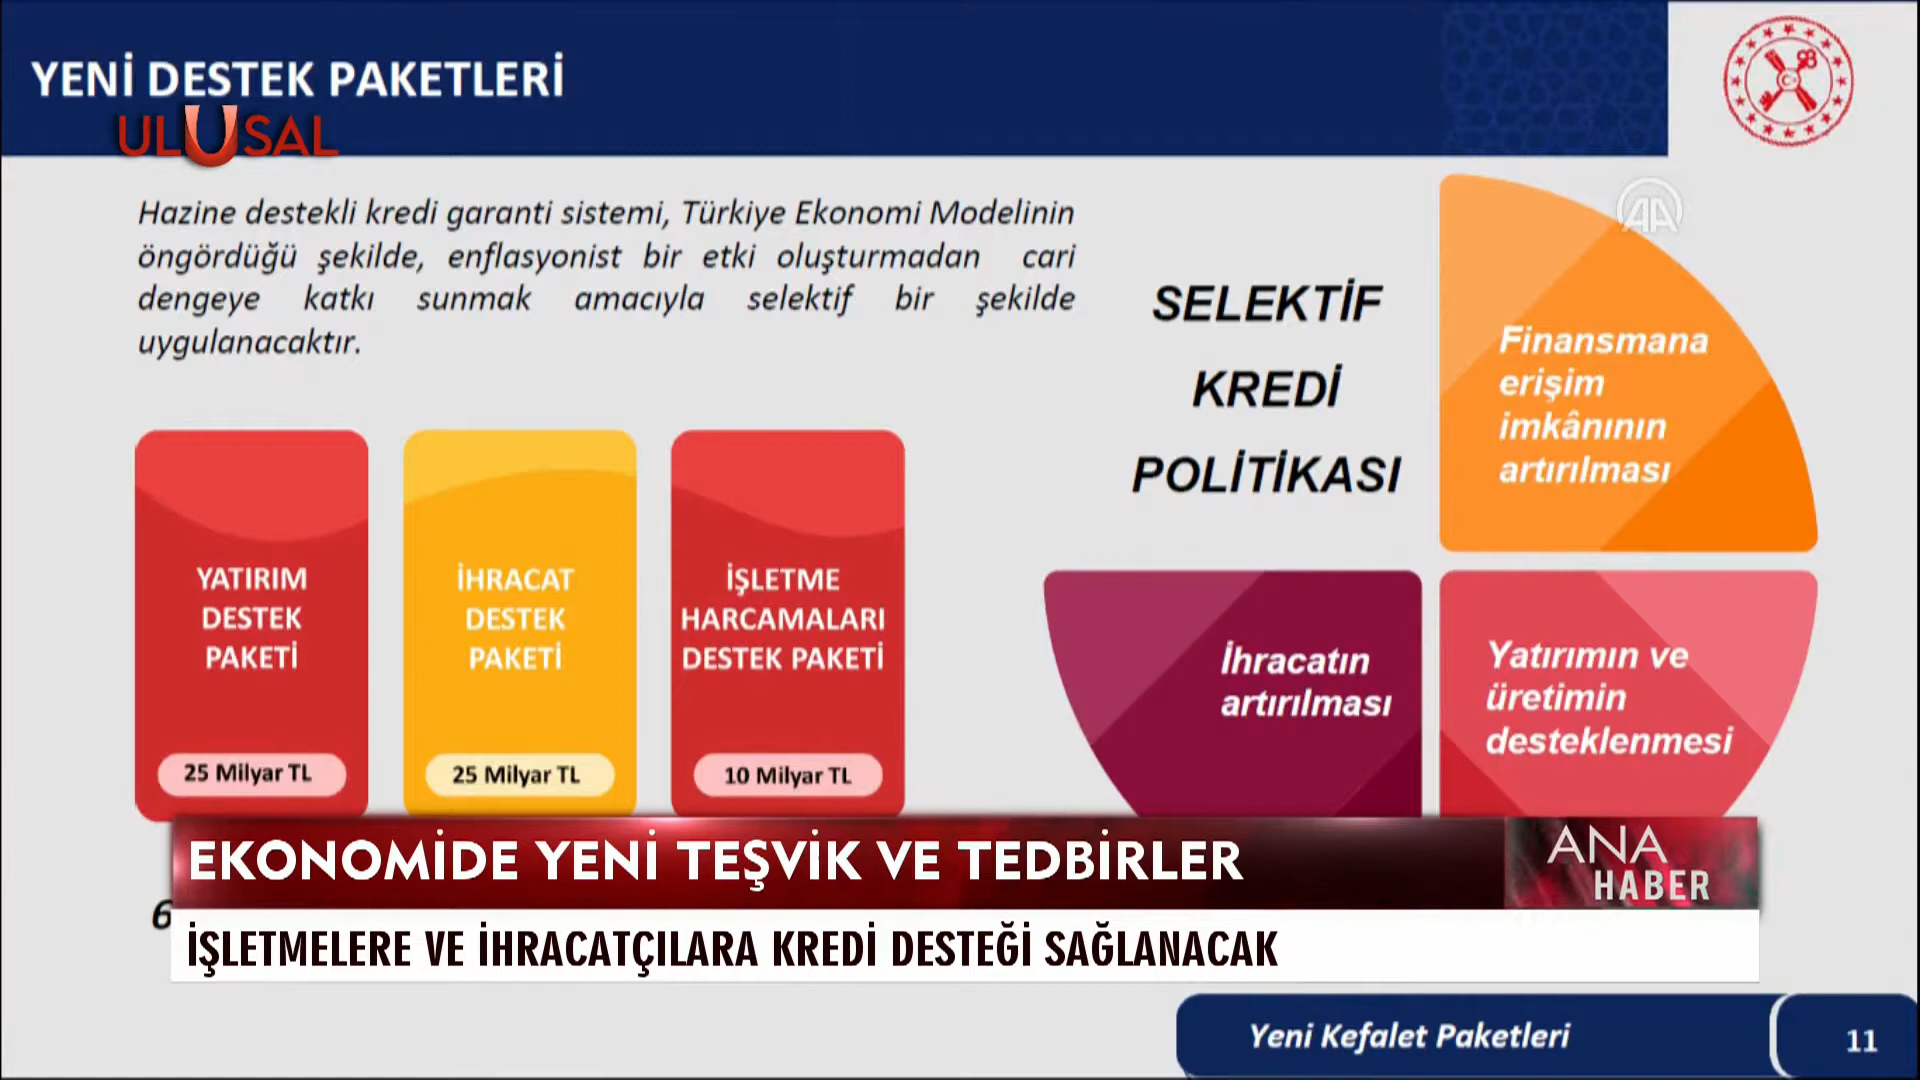 YENİ DESTEK PAKETLERİ
ULUSAL
AA
Hazine destekli kredi garanti sistemi, Türkiye Ekonomi Modelinin
öngördüğü şekilde, enflasyonist bir etki oluşturmadan cari
dengeye katkı sunmak amacıyla selektif bir şekilde
uygulanacaktır.
SELEKTİF
KREDİ
POLİTİKASI
Finansmana
erişim
imkânının
artırılması
YATIRIM
DESTEK
PAKETİ
25 Milyar TL
İHRACAT
DESTEK
PAKETİ
25 Milyar TL
İŞLETME
HARCAMALARI
DESTEK PAKETİ
10 Milyar TL
İhracatın
artırılması
Yatırımın ve
üretimin
desteklenmesi
EKONOMİDE YENİ TEŞVİK VE TEDBİRLER
ANA
HABER
6
İŞLETMELERE VE İHRACATÇILARA KREDİ DESTEĞİ SAĞLANACAK
Yeni Kefalet Paketleri
11